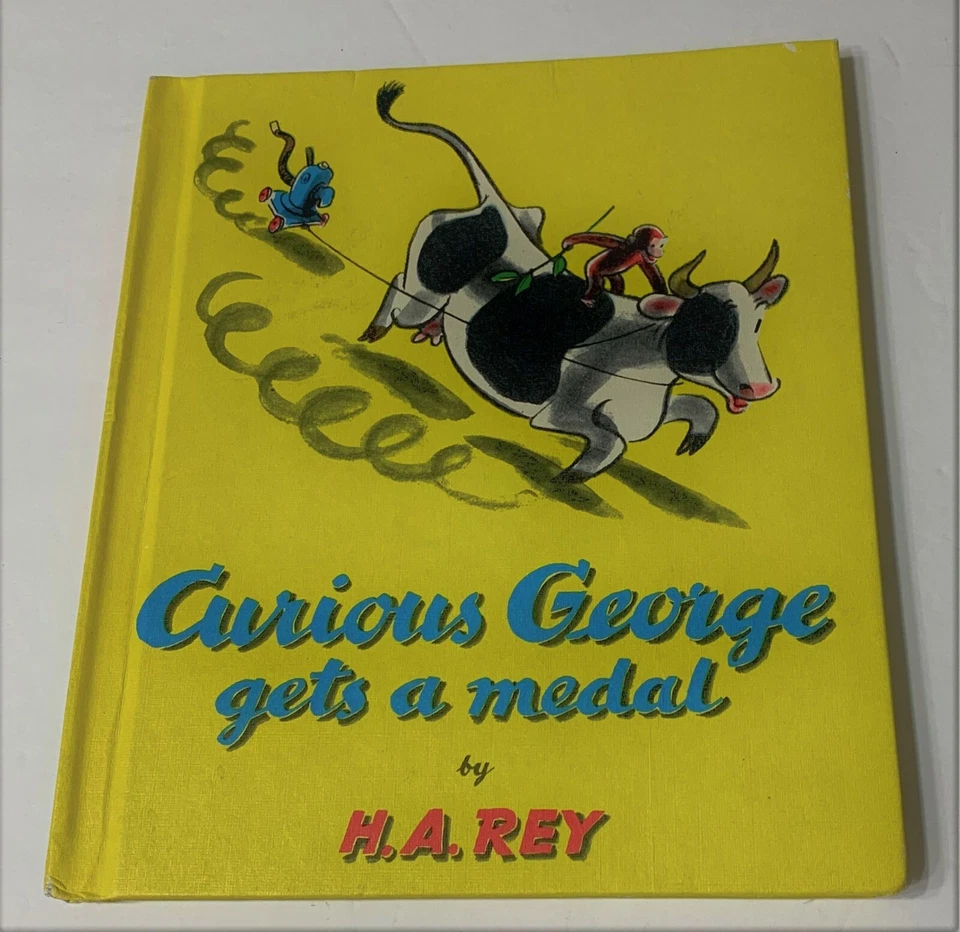 Curious George
gets a medal
by
H.A. REY